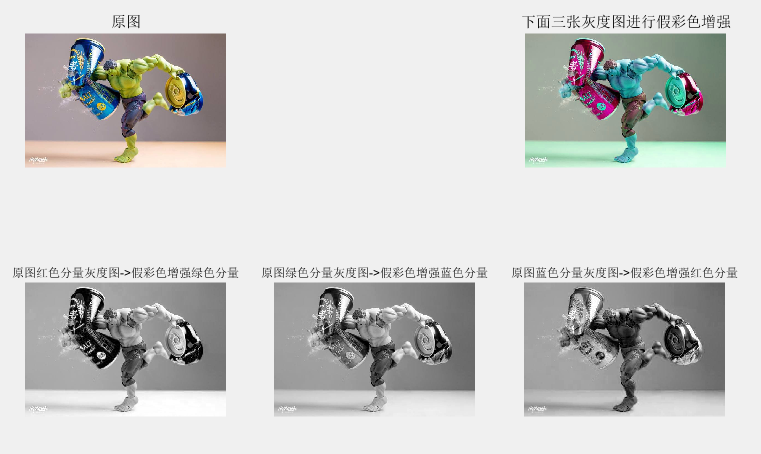 原图
下面三张灰度图进行假彩色增强
原图红色分量灰度图->假彩色增强绿色分量
原图绿色分量灰度图->假彩色增强蓝色分量
原图蓝色分量灰度图->假彩色增强红色分量